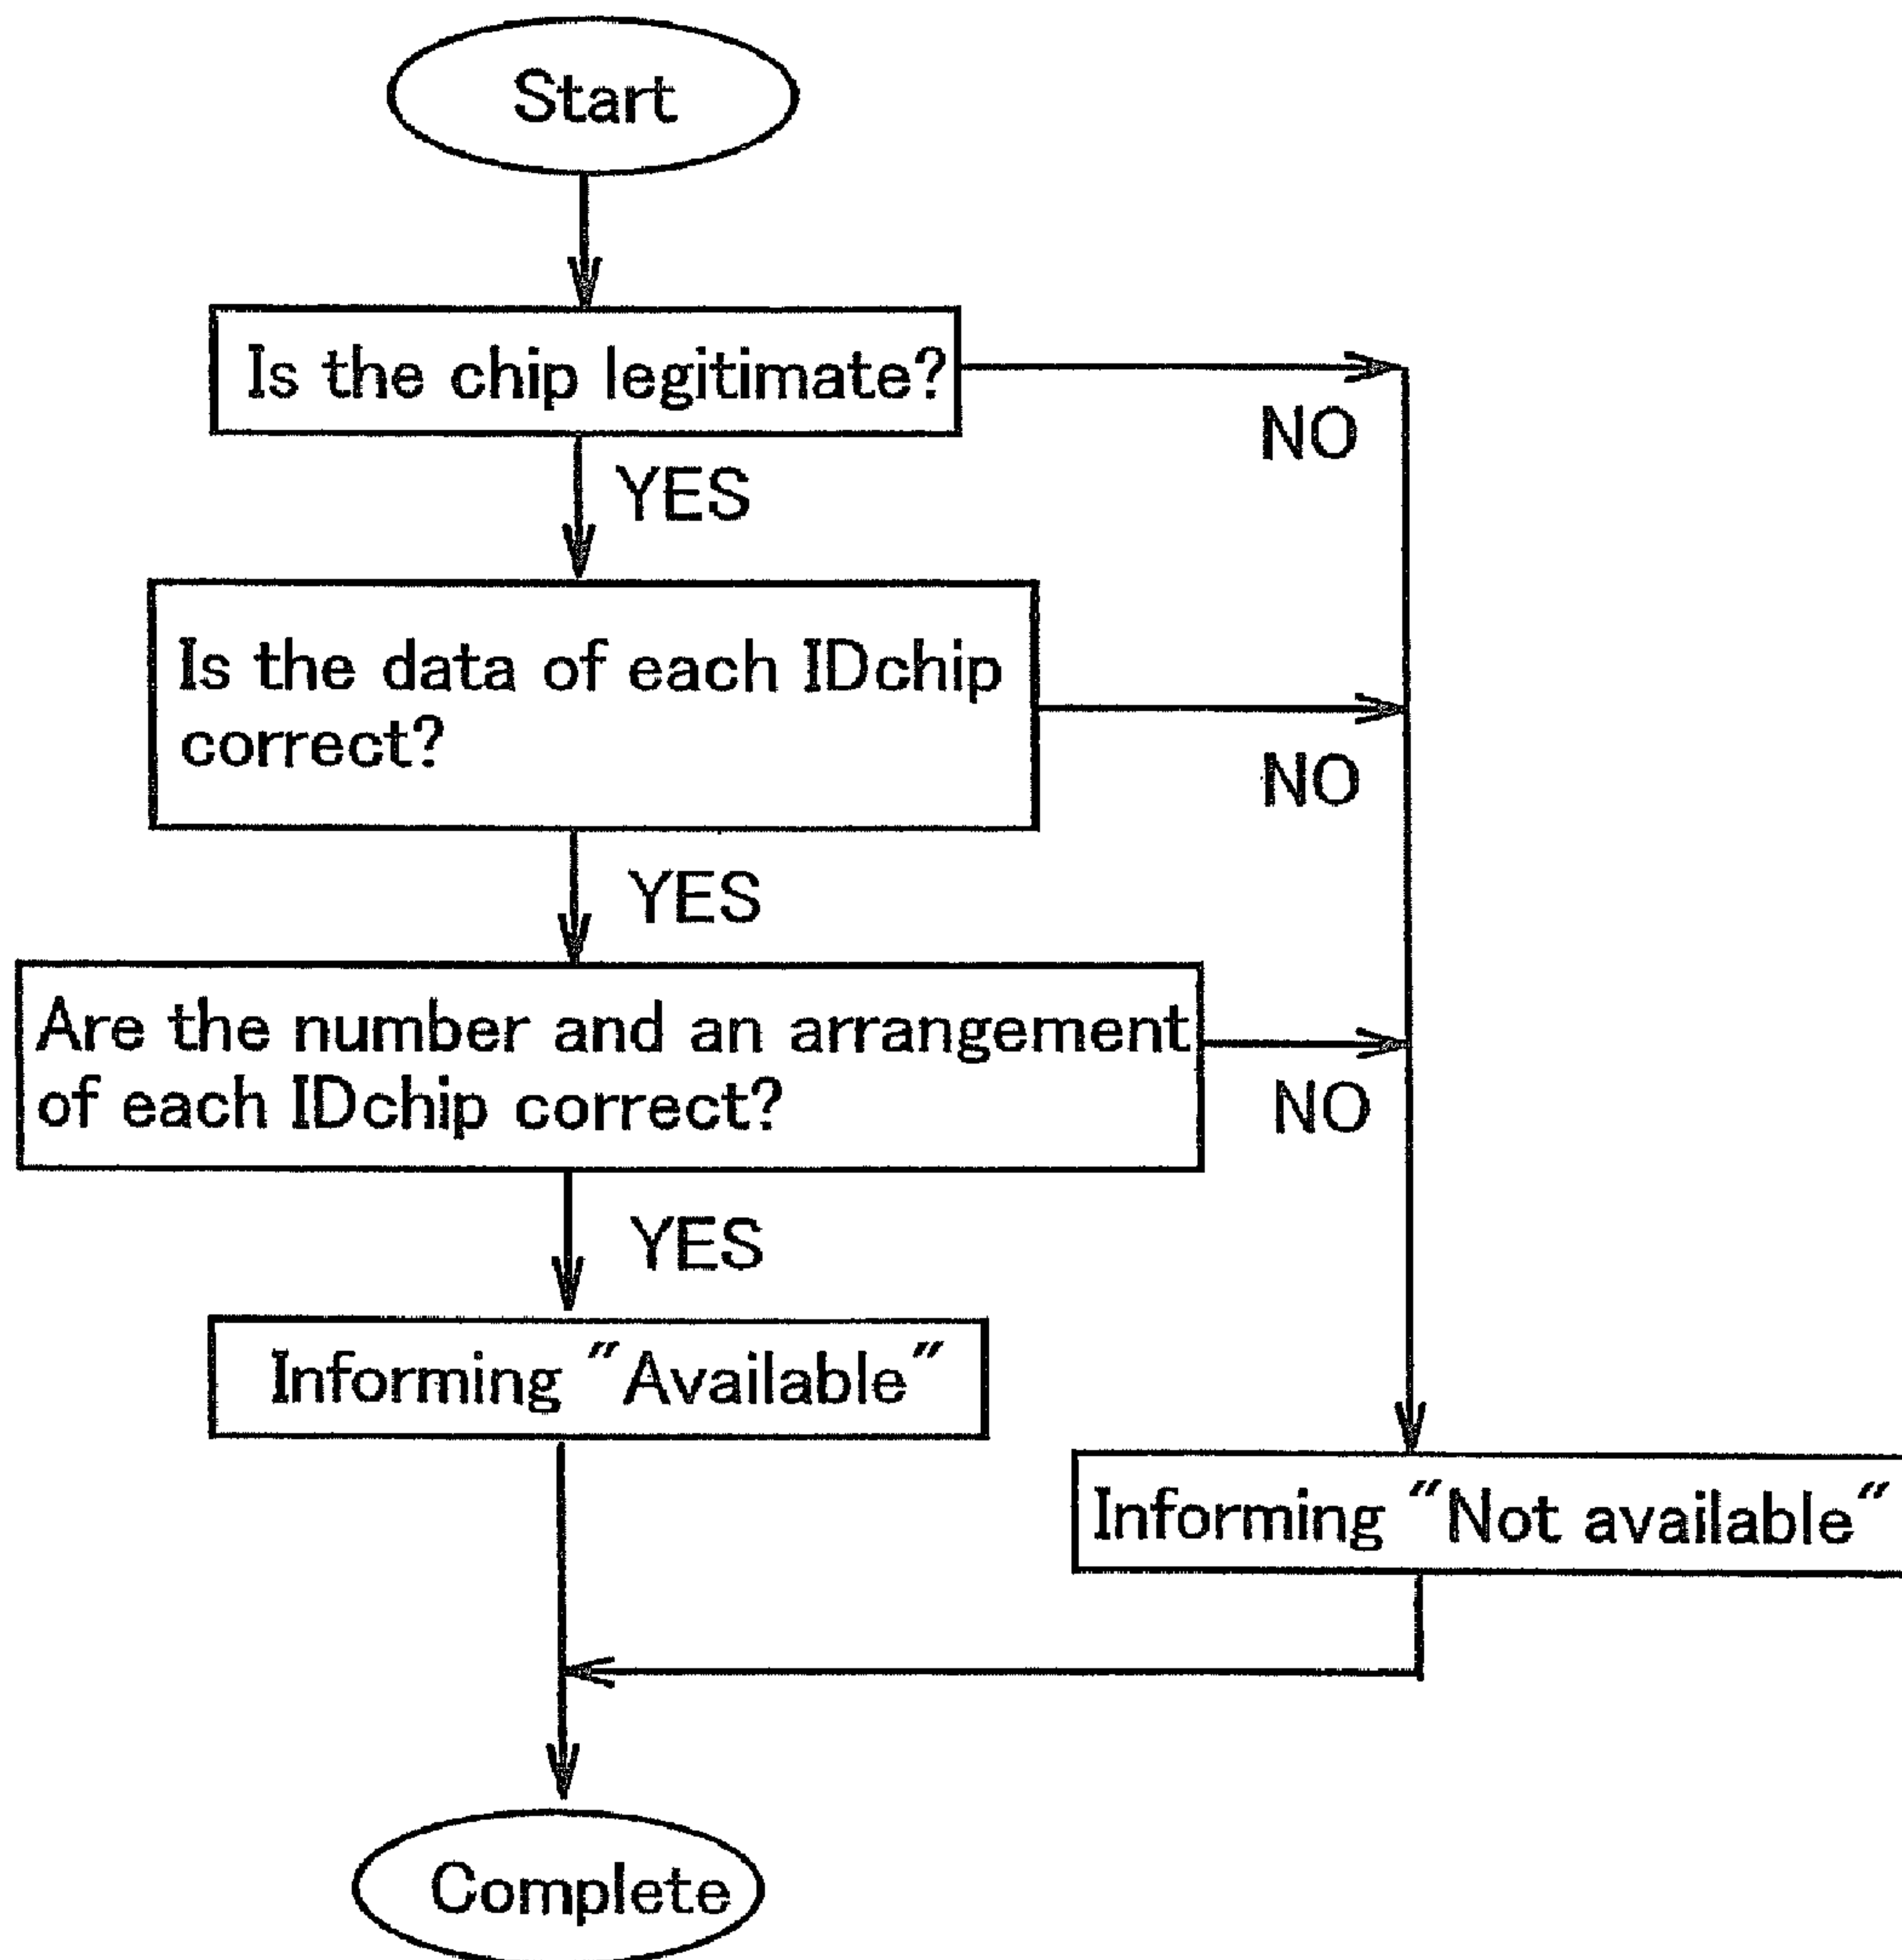 Start
Is the chip legitimate?
NO
YES
Is the data of each IDchip
correct?
NO
YES
Are the number and an arrangement
of each IDchip correct?
NO
YES
Informing "Available"
Informing "Not available"
Complete